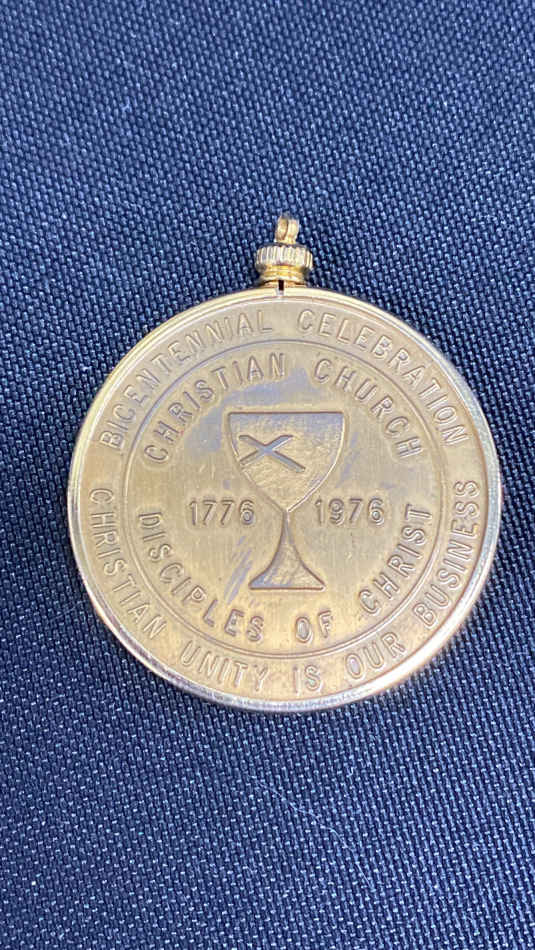 BICENTENNIAL CELEBRATION
CHRISTIAN CHURCH
1776 1976
DISCIPLES OF CHRIST
CHRISTIAN UNITY IS OUR BUSINESS